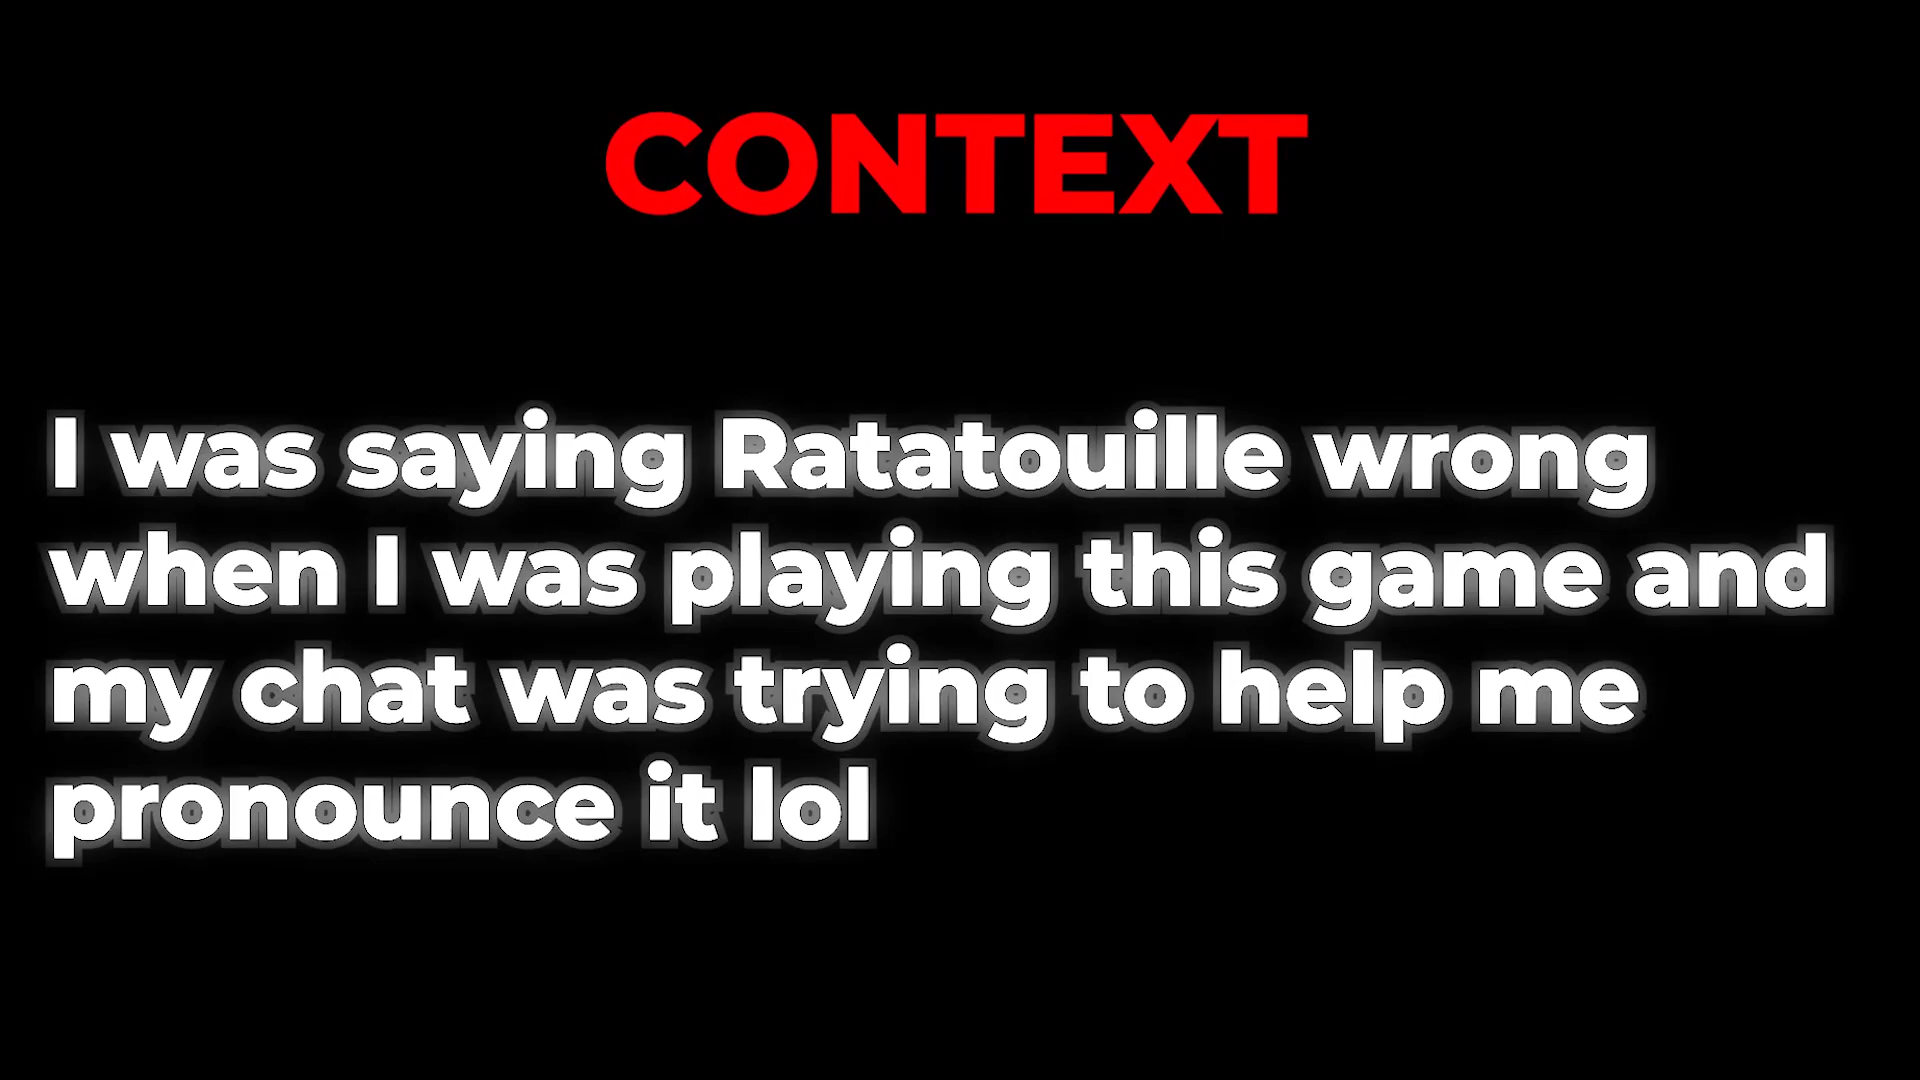 CONTEXT
I was saying Ratatouille wrong
when I was playing this game and
my chat was trying to help me
pronounce it lol